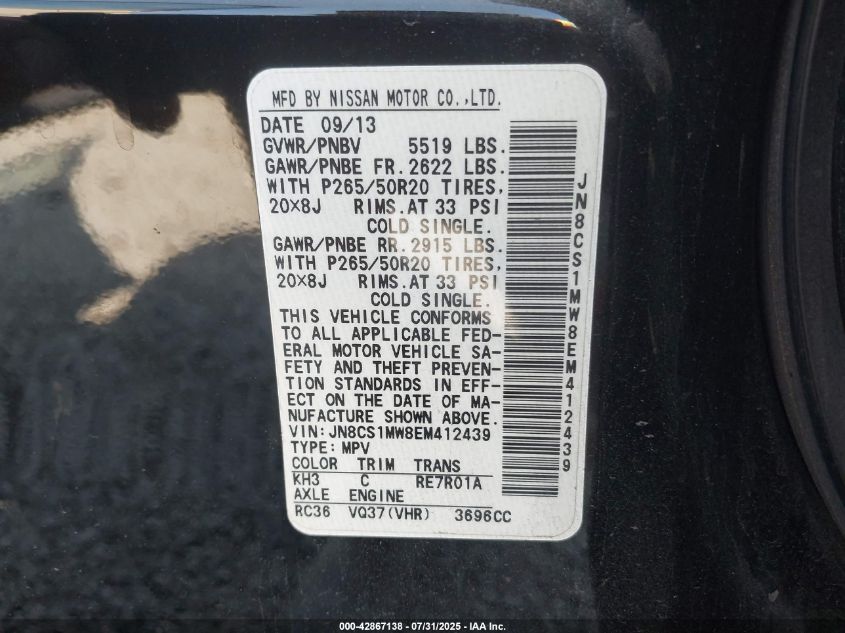 MFD BY NISSAN MOTOR CO.,LTD.
DATE 09/13
GVWR/PNBV 5519 LBS.
GAWR/PNBE FR. 2622 LBS.
WITH P265/50R20 TIRES,
20×8J RIMS.AT 33 PSI
COLD SINGLE.
GAWR/PNBE RR. 2915 LBS.
WITH P265/50R20 TIRES,
20×8J RIMS.AT 33 PSI
COLD SINGLE.
THIS VEHICLE CONFORMS
TO ALL APPLICABLE FED-
ERAL MOTOR VEHICLE SA-
FETY AND THEFT PREVEN-
TION STANDARDS IN EFF-
ECT ON THE DATE OF MA-
NUFACTURE SHOWN ABOVE.
VIN: JN8CS1MW8EM412439
TYPE: MPV
COLOR TRIM TRANS
KH3 C RE7R01A
AXLE ENGINE
RC36 VQ37(VHR) 3696CC
JN8CS1MW8EM412439
000-42867138 - 07/31/2025 - IAA Inc.